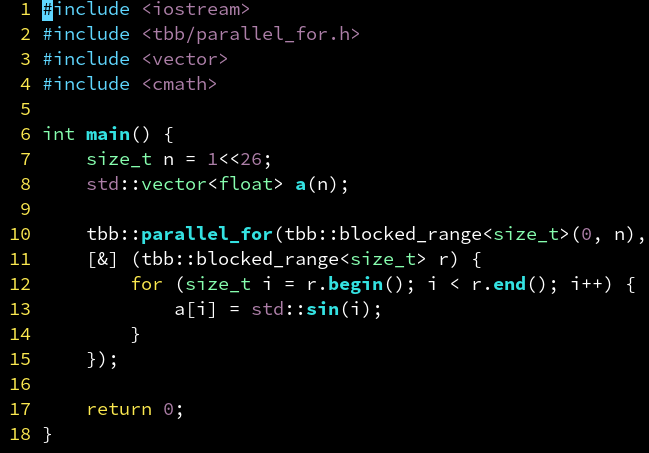 1 #include <iostream>
2 #include <tbb/parallel_for.h>
3 #include <vector>
4 #include <cmath>
5
6 int main() {
7     size_t n = 1<<26;
8     std::vector<float> a(n);
9
10     tbb::parallel_for(tbb::blocked_range<size_t>(0, n),
11     [&] (tbb::blocked_range<size_t> r) {
12         for (size_t i = r.begin(); i < r.end(); i++) {
13             a[i] = std::sin(i);
14         }
15     });
16
17     return 0;
18 }